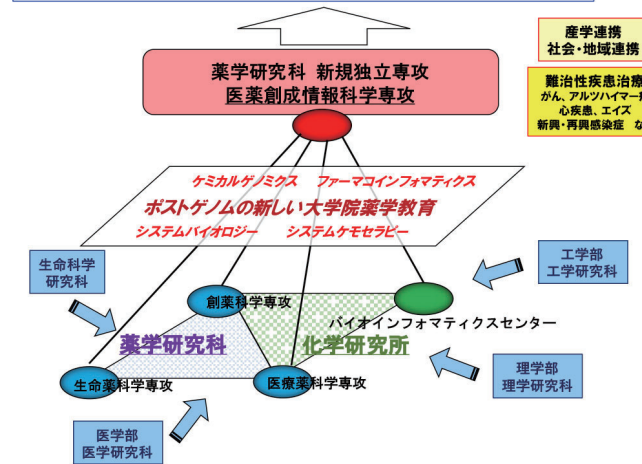 産学連携
社会・地域連携
薬学研究科 新規独立専攻
医薬創成情報科学専攻
難治性疾患治療
がん、アルツハイマー
心疾患、エイズ
新興・再興感染症
ケミカルゲノミクス ファーマコインフォマティクス
ポストゲノムの新しい大学院薬学教育
システムバイオロジー システムケモセラピー
生命科学
研究科
工学部
工学研究科
創薬科学専攻
バイオインフォマティクスセンター
薬学研究科
化学研究所
生命薬科学専攻
医療薬科学専攻
理学部
理学研究科
医学部
医学研究科